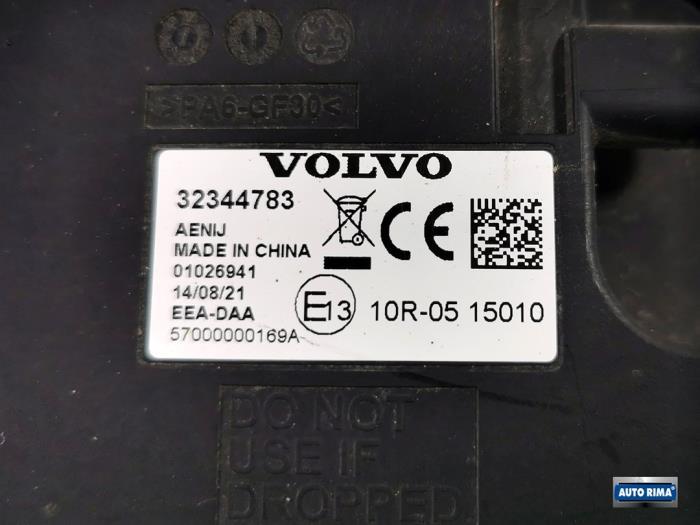 >PA6-GF30<
VOLVO
32344783
AENIJ
MADE IN CHINA
01026941
14/08/21
EEA-DAA
57000000169A
CE
E13 10R-05 15010
DO NOT
USE IF
DROPPED
AUTO RIMA